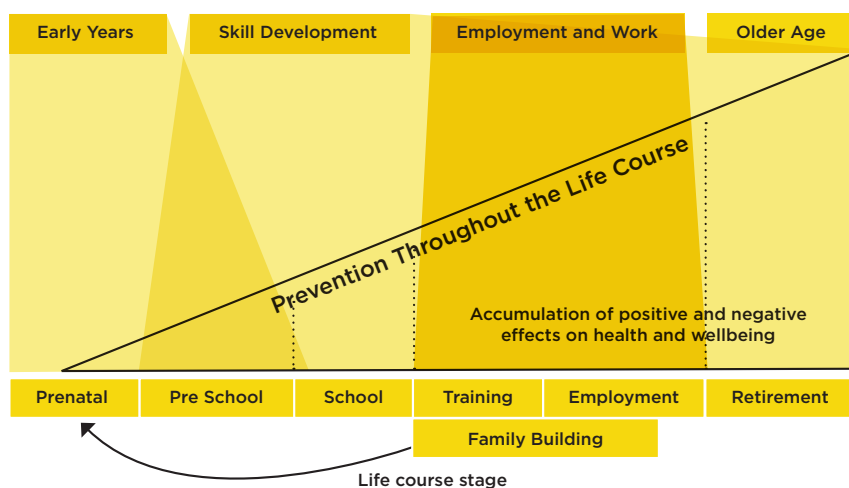 Early Years
Skill Development
Employment and Work
Older Age
Prevention Throughout the Life Course
Accumulation of positive and negative
effects on health and wellbeing
Prenatal
Pre School
School
Training
Employment
Retirement
Family Building
Life course stage